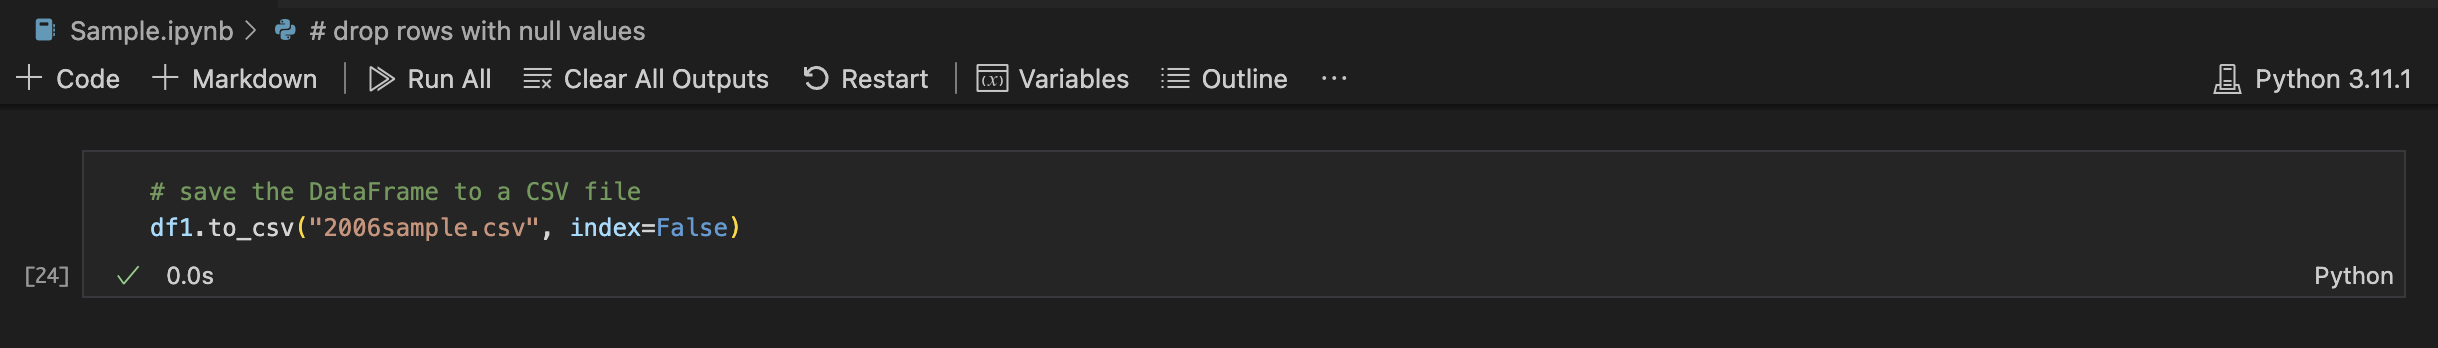 Sample.ipynb > # drop rows with null values
+ Code + Markdown | Run All Clear All Outputs Restart | (x) Variables Outline ... Python 3.11.1
# save the DataFrame to a CSV file
df1.to_csv("2006sample.csv", index=False)
[24] ✓ 0.0s Python